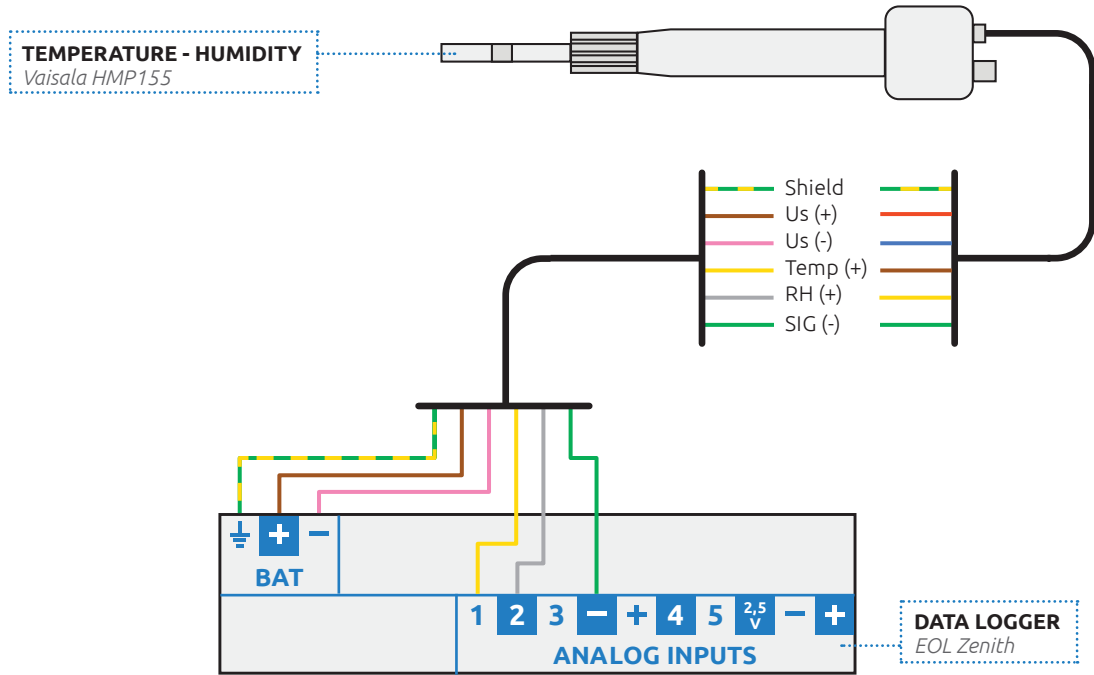 TEMPERATURE - HUMIDITY
Vaisala HMP155
Shield
Us (+)
Us (-)
Temp (+)
RH (+)
SIG (-)
+ −
BAT
1 2 3 − + 4 5 2,5 V − +
ANALOG INPUTS
DATA LOGGER
EOL Zenith